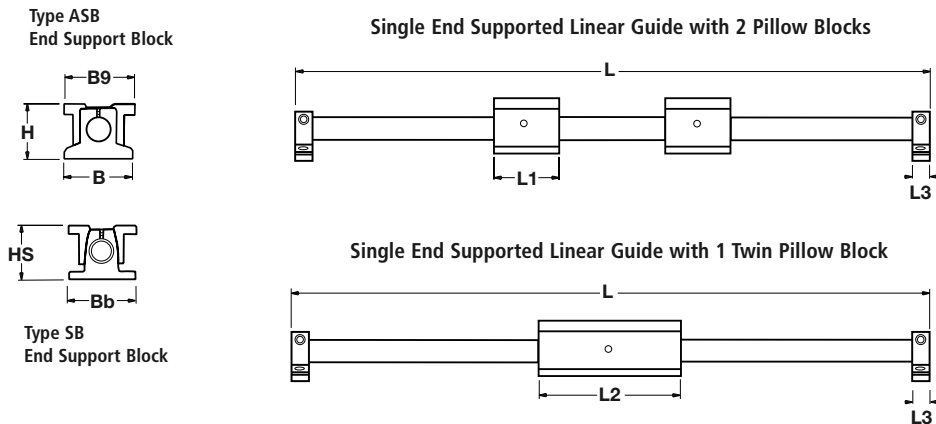 Type ASB
End Support Block
B9
H
B
HS
Bb
Type SB
End Support Block
Single End Supported Linear Guide with 2 Pillow Blocks
L
L1
L3
Single End Supported Linear Guide with 1 Twin Pillow Block
L
L2
L3